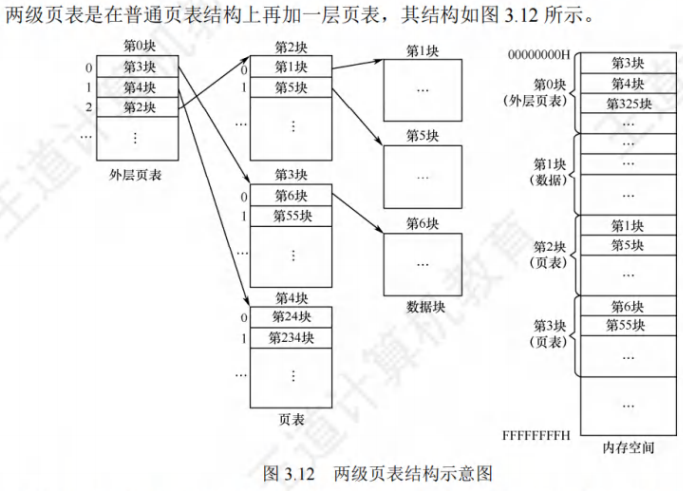 两级页表是在普通页表结构上再加一层页表，其结构如图 3.12 所示。
第0块
0 第3块
1 第4块
2 第2块
… ⋮
外层页表
第2块
0 第1块
1 第5块
… ⋮
第3块
0 第6块
1 第55块
… ⋮
第4块
0 第24块
1 第234块
… ⋮
页表
第1块
…
第5块
…
第6块
…
数据块
00000000H
第0块
(外层页表)
第3块
第4块
第325块
…
第1块
(数据)
…
…
…
第2块
(页表)
第1块
第5块
…
第3块
(页表)
第6块
第55块
…
…
FFFFFFFFH
内存空间
图 3.12 两级页表结构示意图
王道计算机教育